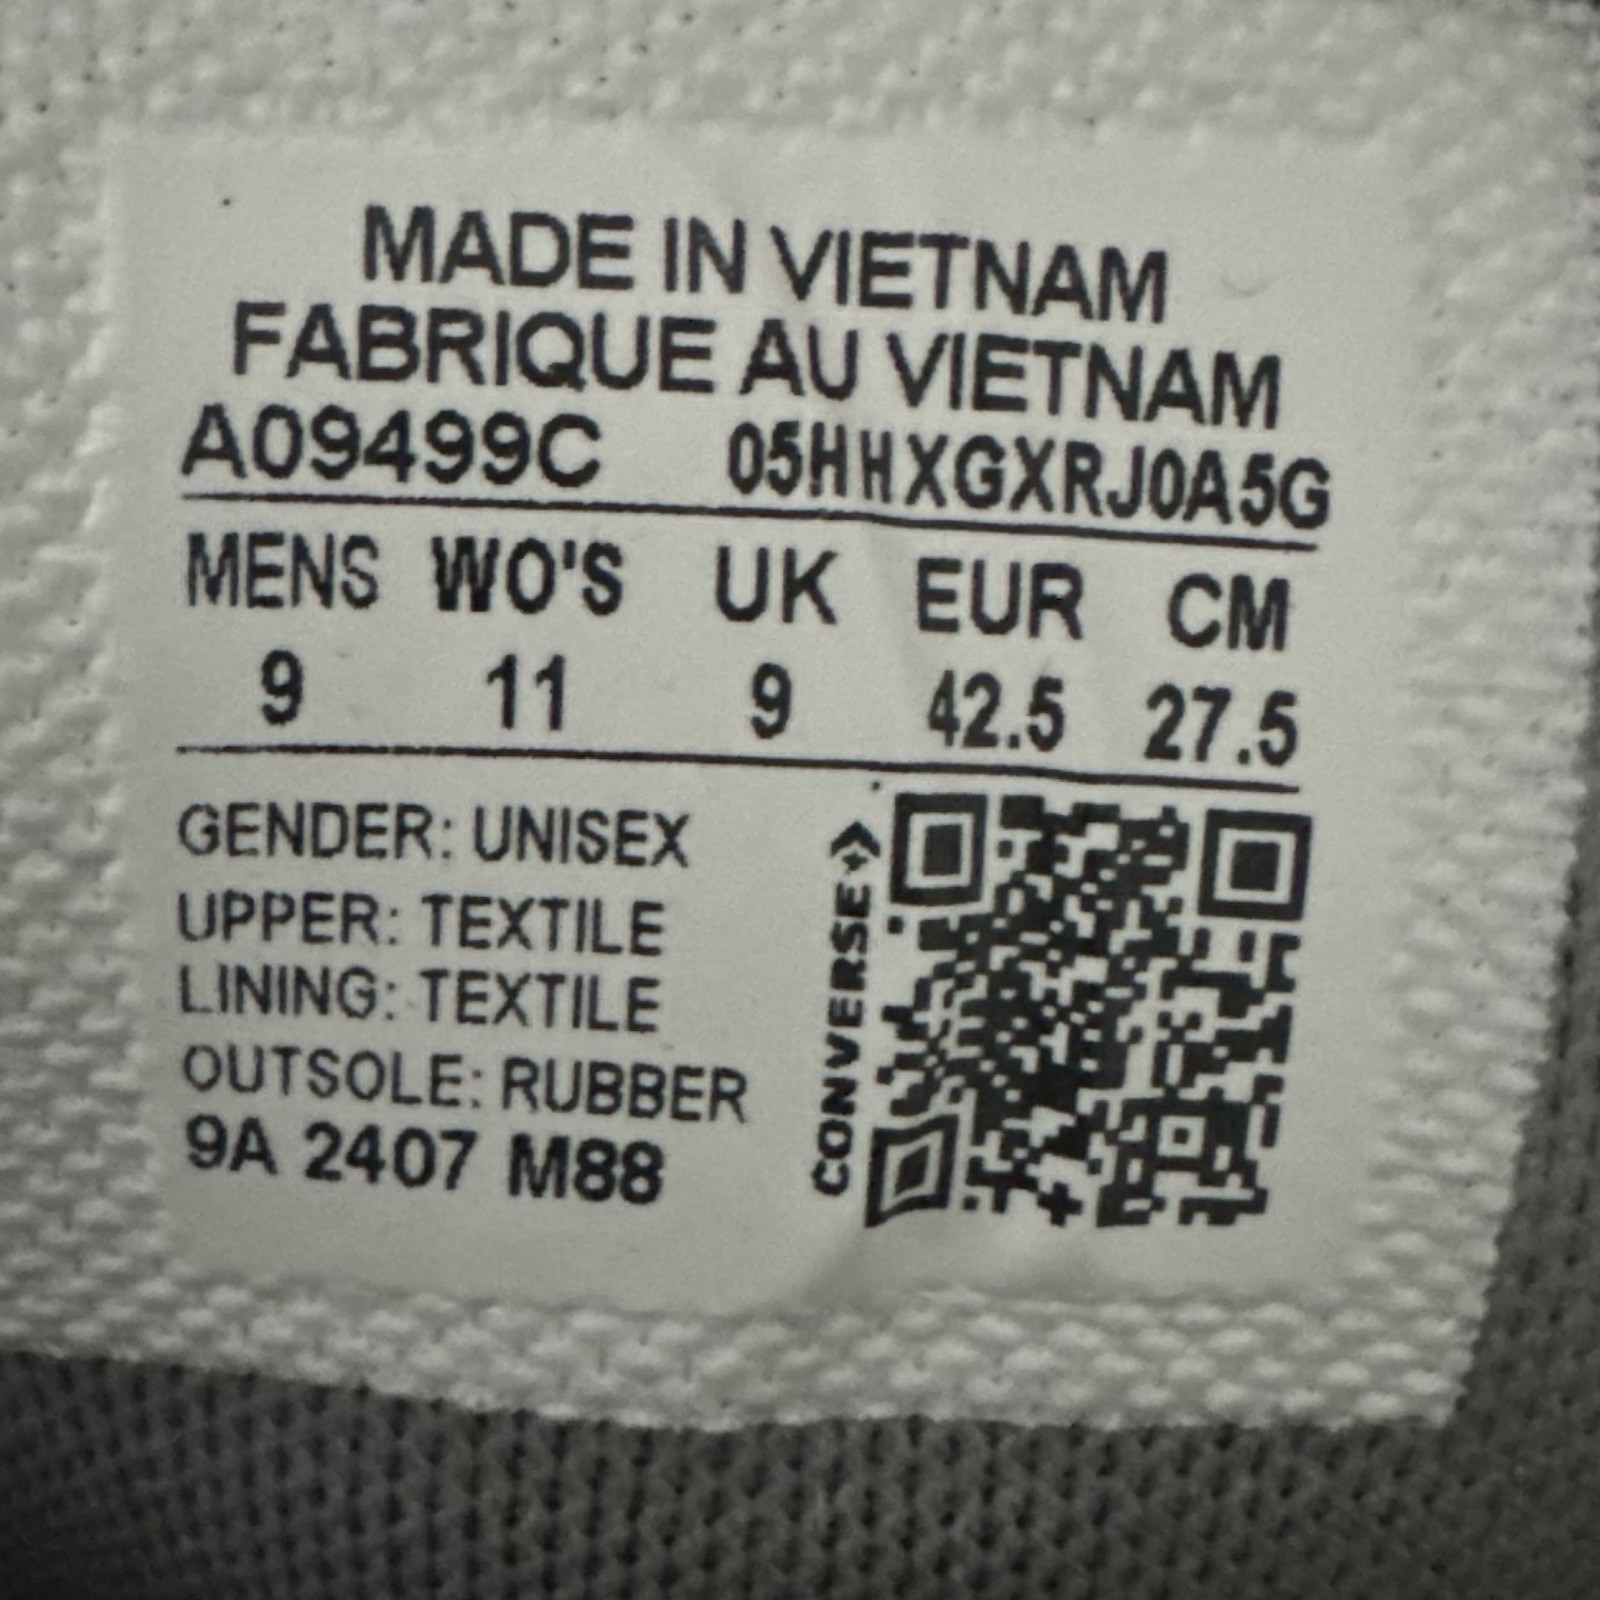 MADE IN VIETNAM
FABRIQUE AU VIETNAM
A09499C 05HHXGXRJ0A5G
MENS WO'S UK EUR CM
9 11 9 42.5 27.5
GENDER: UNISEX
UPPER: TEXTILE
LINING: TEXTILE
OUTSOLE: RUBBER
9A 2407 M88
CONVERSE